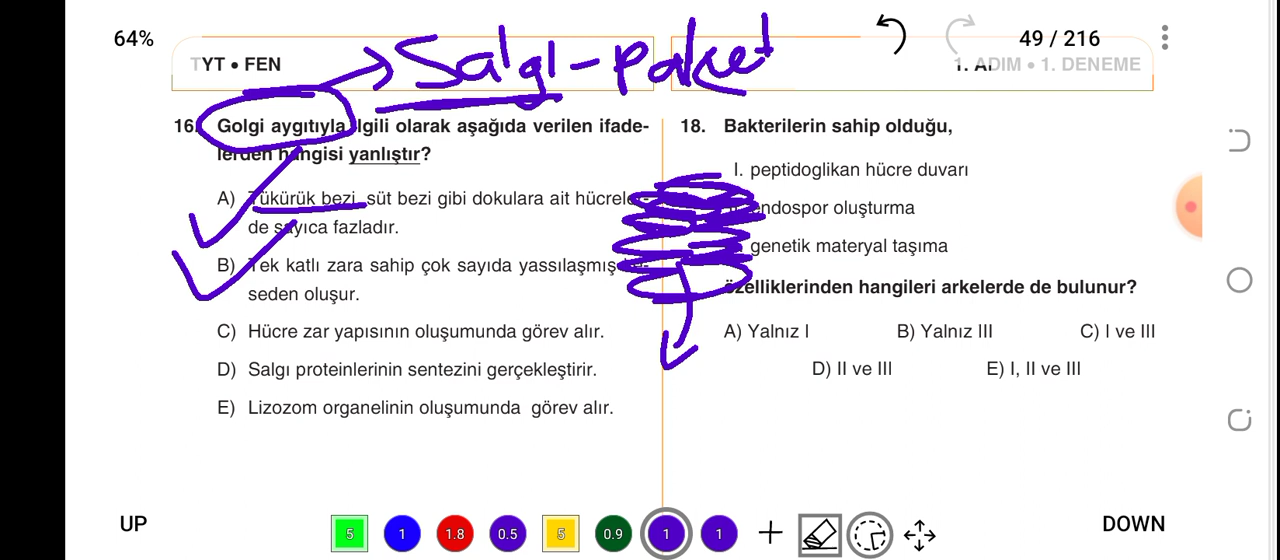 64%
49 / 216
TYT • FEN
1. ADIM • 1. DENEME
Salgı-paket
16. Golgi aygıtıyla ilgili olarak aşağıda verilen ifade-
lerden hangisi yanlıştır?
A) Tükürük bezi, süt bezi gibi dokulara ait hücreler-
de sayıca fazladır.
B) Tek katlı zara sahip çok sayıda yassılaşmış ke-
seden oluşur.
C) Hücre zar yapısının oluşumunda görev alır.
D) Salgı proteinlerinin sentezini gerçekleştirir.
E) Lizozom organelinin oluşumunda görev alır.
18. Bakterilerin sahip olduğu,
I. peptidoglikan hücre duvarı
endospor oluşturma
genetik materyal taşıma
özelliklerinden hangileri arkelerde de bulunur?
A) Yalnız I B) Yalnız III C) I ve III
D) II ve III E) I, II ve III
UP
5 1 1.8 0.5 5 0.9 1 1
DOWN